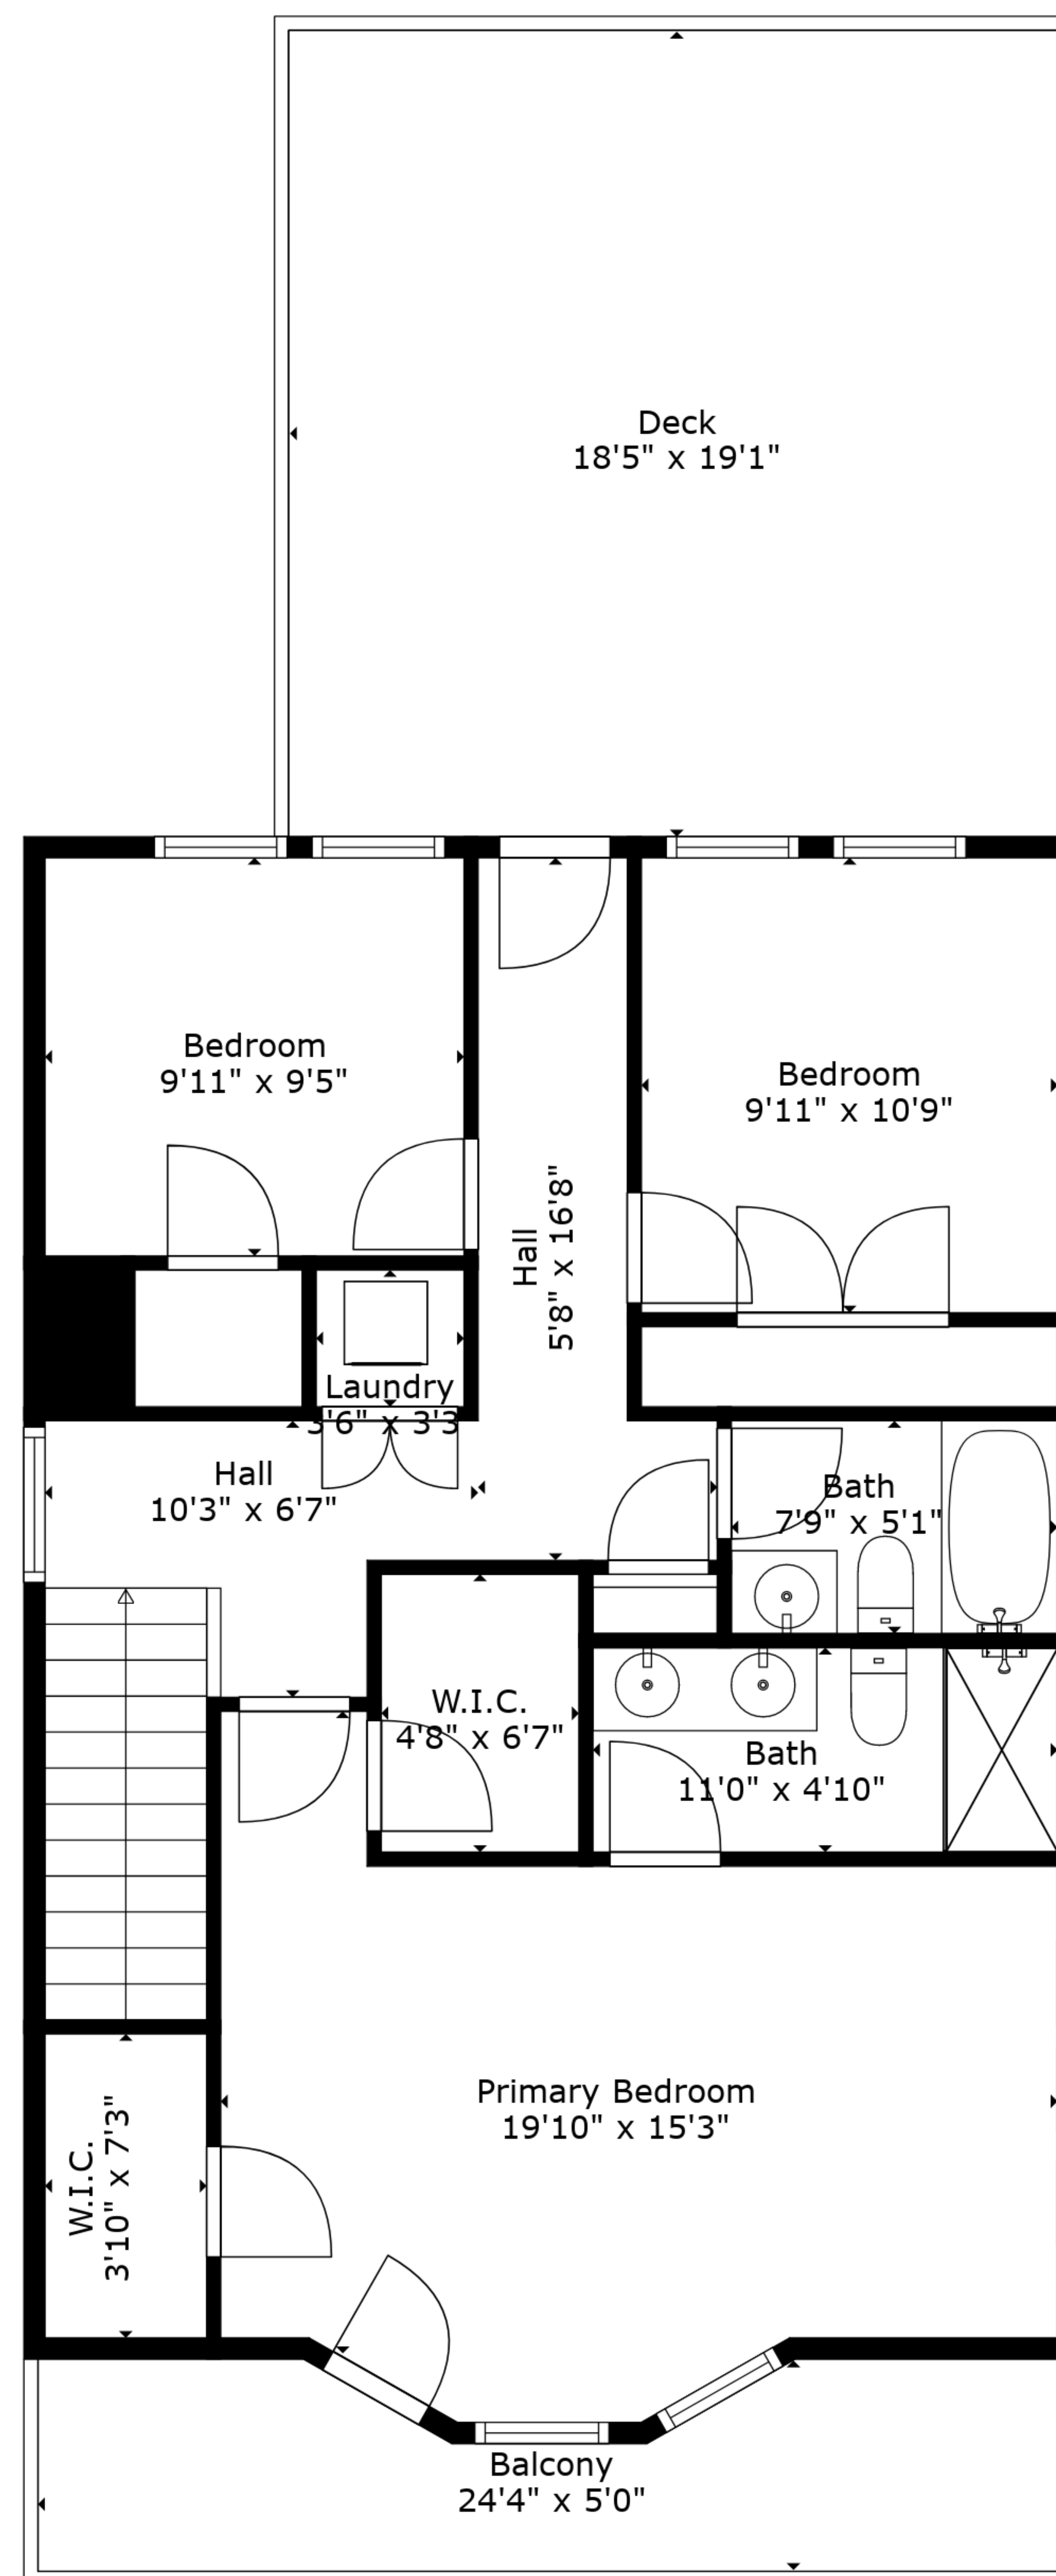 Deck
18'5" x 19'1"
Bedroom
9'11" x 9'5"
Bedroom
9'11" x 10'9"
Hall
5'8" x 16'8"
Laundry
3'6" x 3'3
Hall
10'3" x 6'7"
Bath
7'9" x 5'1"
W.I.C.
4'8" x 6'7"
Bath
11'0" x 4'10"
Primary Bedroom
19'10" x 15'3"
W.I.C.
3'10" x 7'3"
Balcony
24'4" x 5'0"